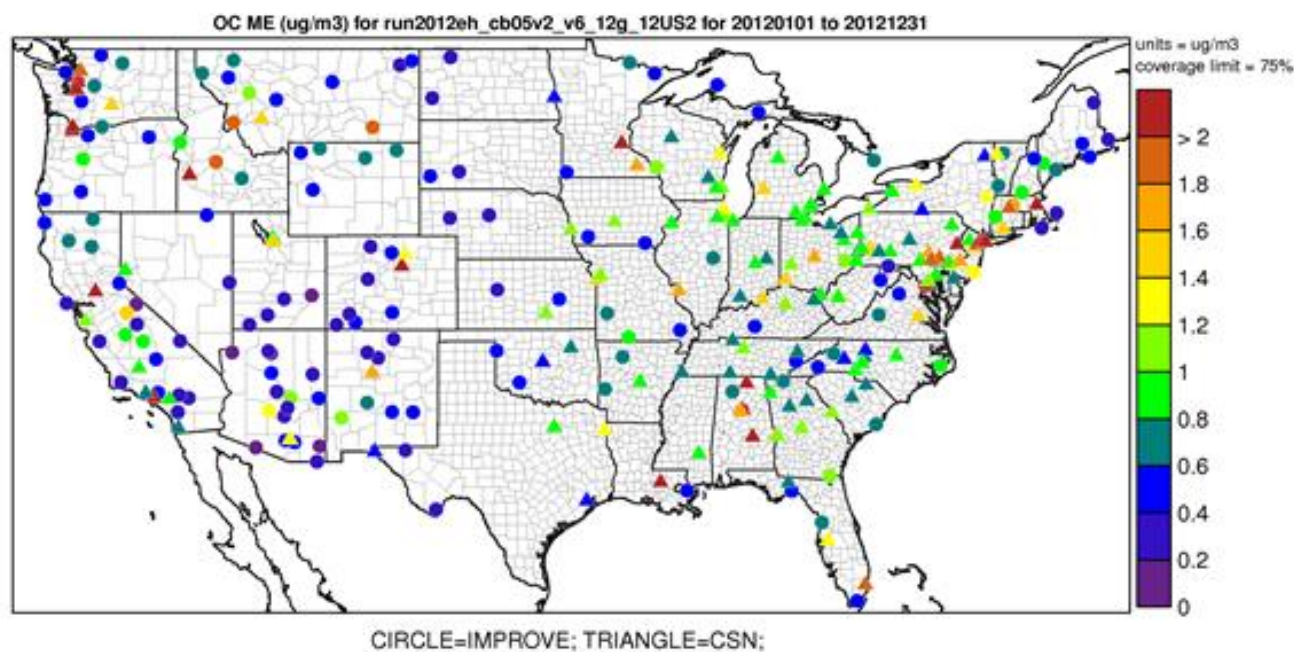 OC ME (ug/m3) for run2012eh_cb05v2_v6_12g_12US2 for 20120101 to 20121231
units = ug/m3
coverage limit = 75%
> 2
1.8
1.6
1.4
1.2
1
0.8
0.6
0.4
0.2
0
CIRCLE=IMPROVE; TRIANGLE=CSN;